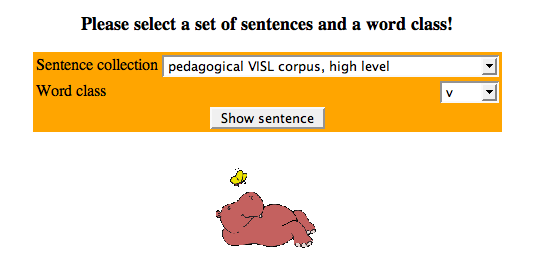 Please select a set of sentences and a word class!
Sentence collection pedagogical VISL corpus, high level
Word class v
Show sentence